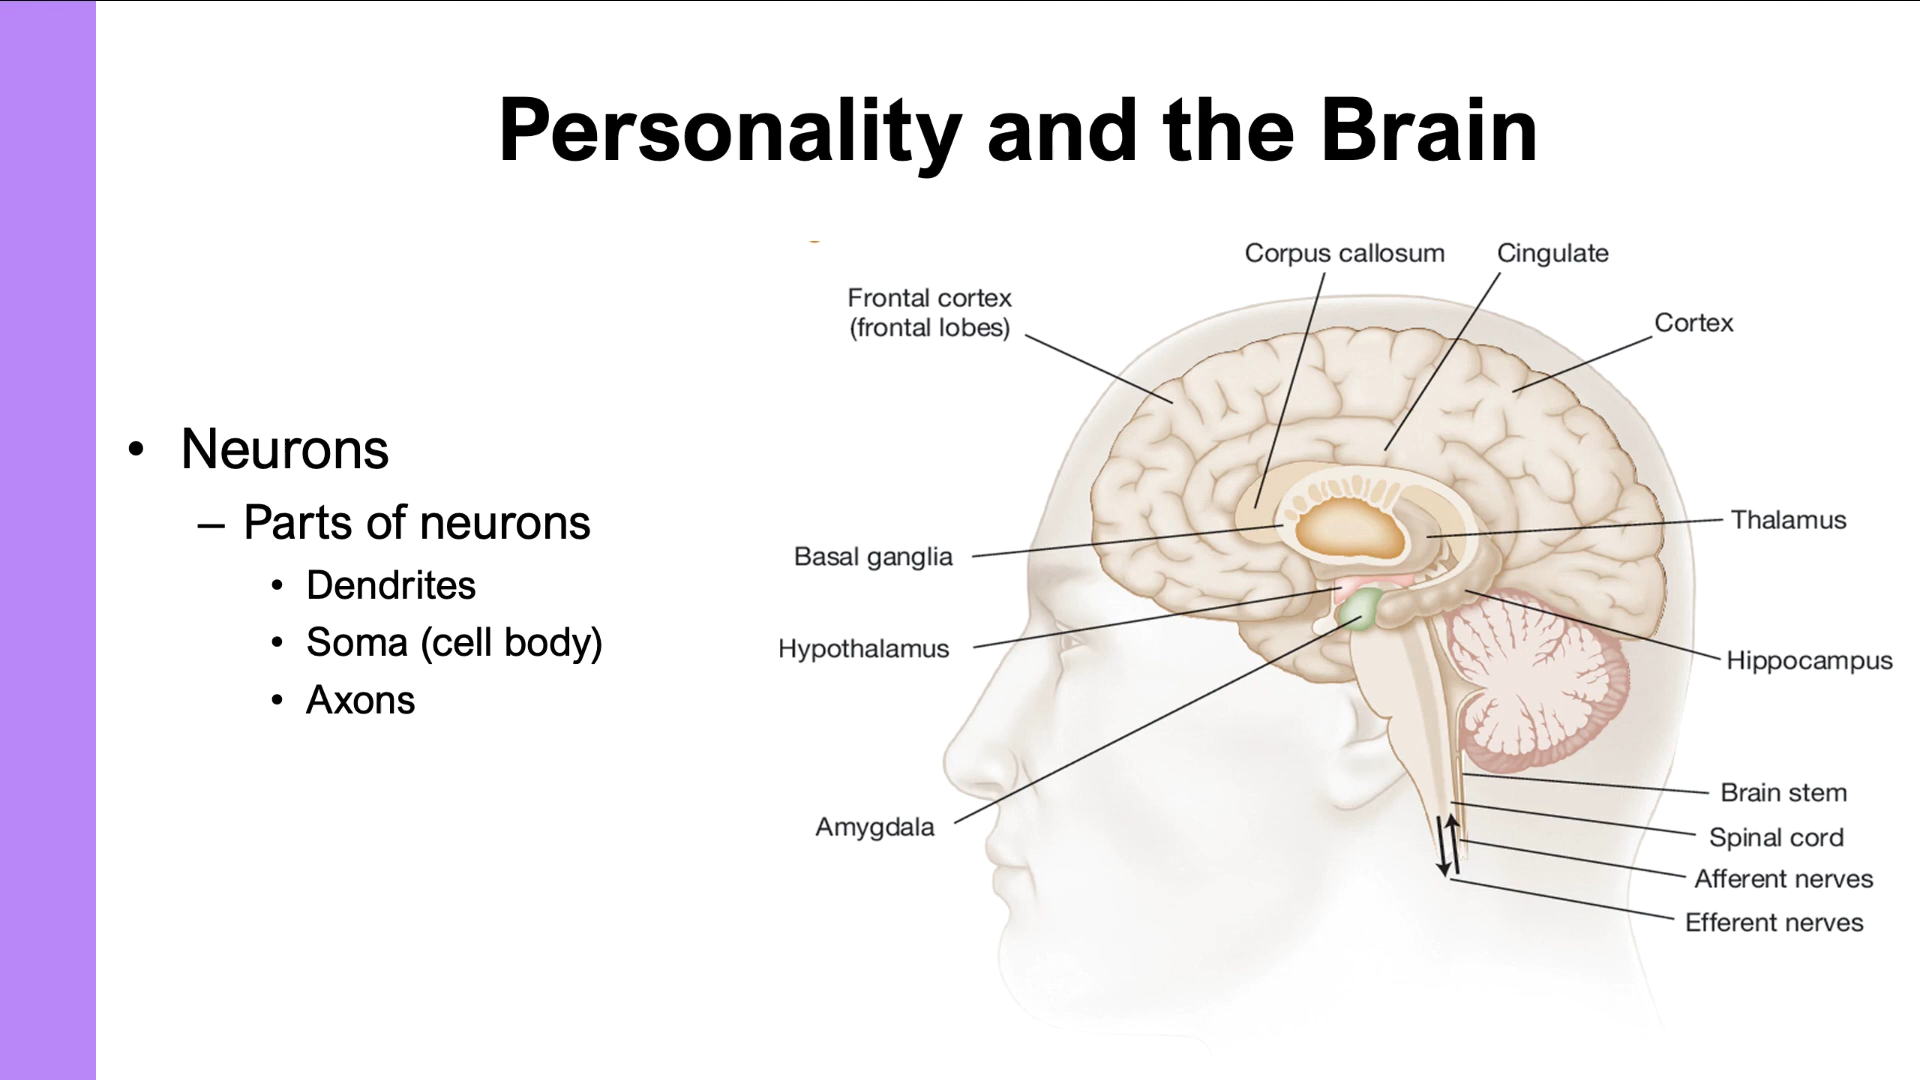 Personality and the Brain
• Neurons
– Parts of neurons
• Dendrites
• Soma (cell body)
• Axons
Corpus callosum
Cingulate
Frontal cortex
(frontal lobes)
Cortex
Thalamus
Basal ganglia
Hypothalamus
Hippocampus
Amygdala
Brain stem
Spinal cord
Afferent nerves
Efferent nerves